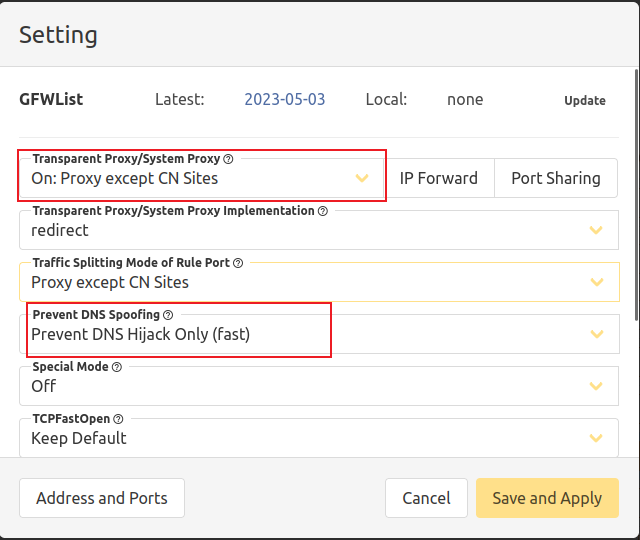 Setting
GFWList Latest: 2023-05-03 Local: none Update
Transparent Proxy/System Proxy
On: Proxy except CN Sites IP Forward Port Sharing
Transparent Proxy/System Proxy Implementation
redirect
Traffic Splitting Mode of Rule Port
Proxy except CN Sites
Prevent DNS Spoofing
Prevent DNS Hijack Only (fast)
Special Mode
Off
TCPFastOpen
Keep Default
Address and Ports Cancel Save and Apply